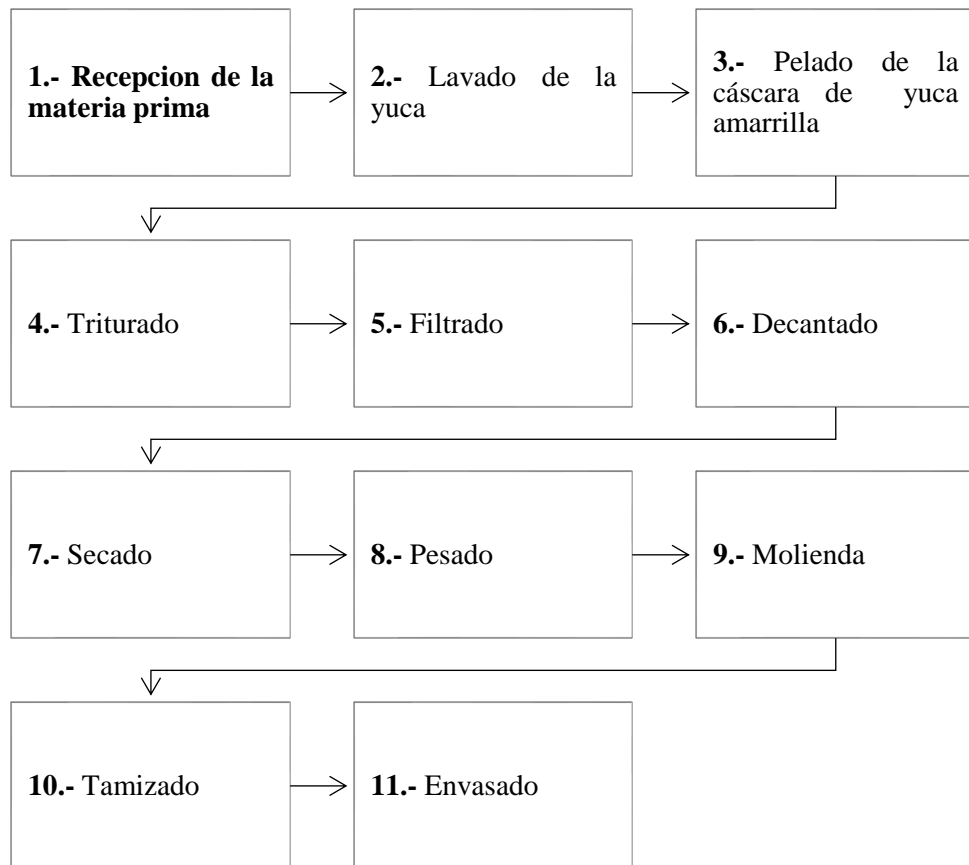 1.- Recepcion de la
materia prima
2.- Lavado de la
yuca
3.- Pelado de la
cáscara de yuca
amarrilla
4.- Triturado
5.- Filtrado
6.- Decantado
7.- Secado
8.- Pesado
9.- Molienda
10.- Tamizado
11.- Envasado